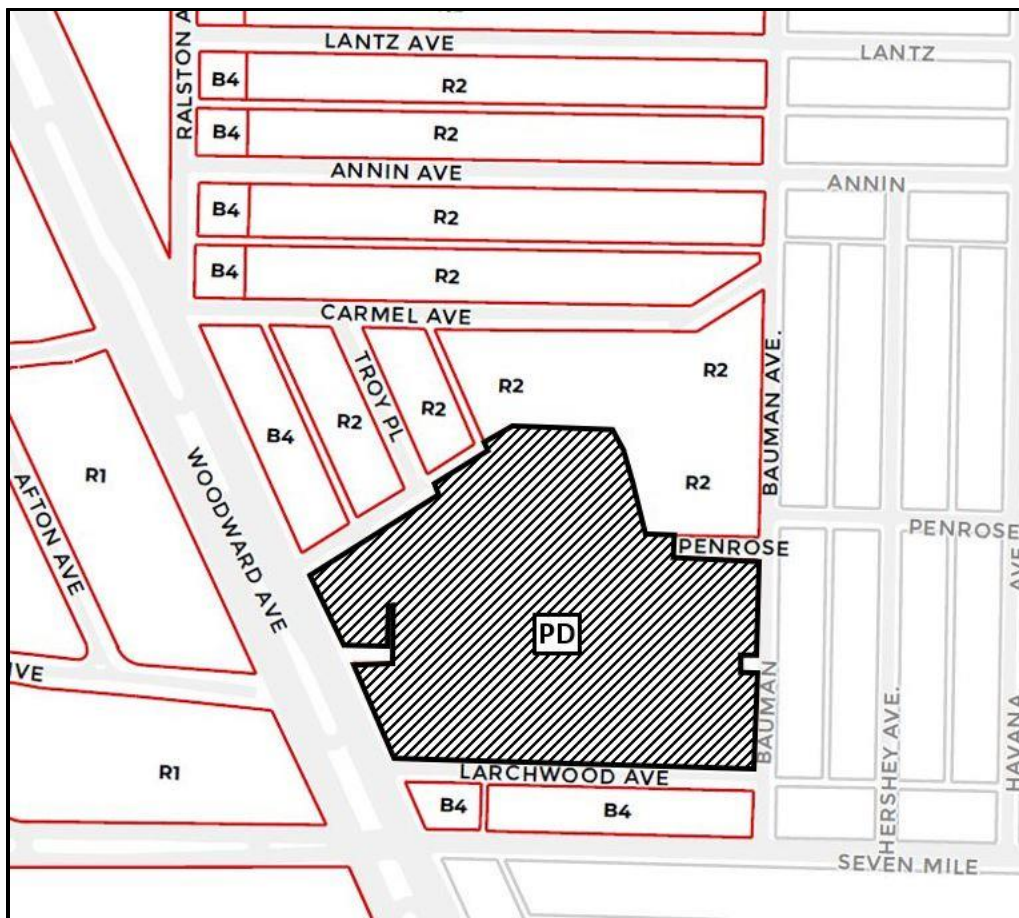 LANTZ AVE
LANTZ
RALSTON A
B4
R2
B4
R2
ANNIN AVE
ANNIN
B4
R2
B4
R2
CARMEL AVE
TROY PL
R2
R2
BAUMAN AVE.
B4
R2
R2
R1
AFTON AVE
WOODWARD AVE
R2
PENROSE
PENROSE
AVE
PD
IVE
BAUMAN
HERSHEY AVE.
HAVANA
R1
LARCHWOOD AVE
B4
B4
SEVEN MILE